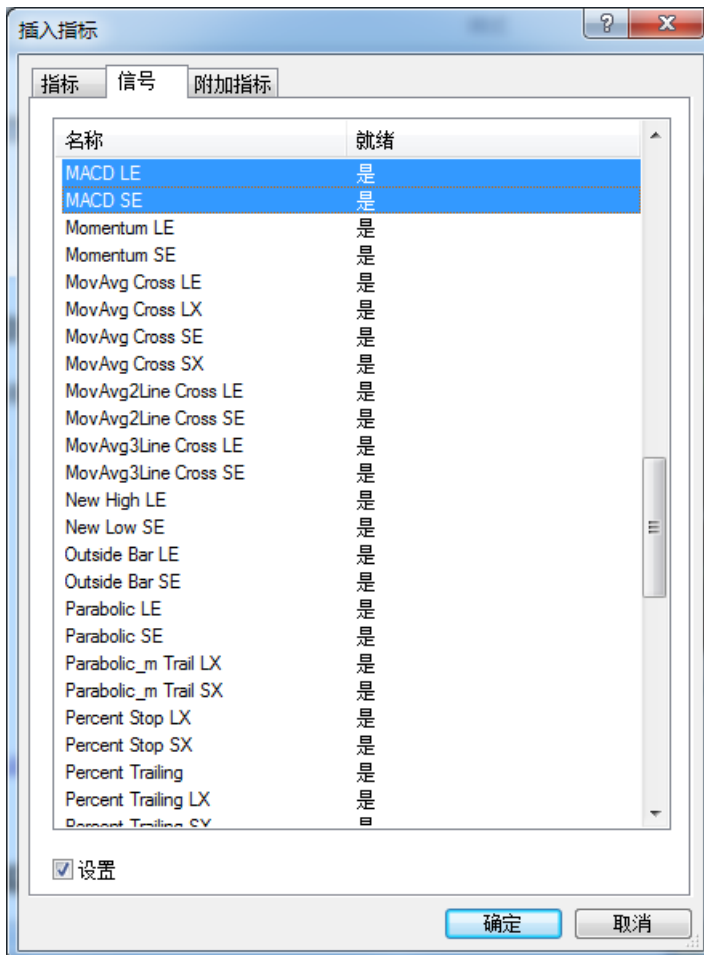 插入指标
指标 信号 附加指标
名称 就绪
MACD LE 是
MACD SE 是
Momentum LE 是
Momentum SE 是
MovAvg Cross LE 是
MovAvg Cross LX 是
MovAvg Cross SE 是
MovAvg Cross SX 是
MovAvg2Line Cross LE 是
MovAvg2Line Cross SE 是
MovAvg3Line Cross LE 是
MovAvg3Line Cross SE 是
New High LE 是
New Low SE 是
Outside Bar LE 是
Outside Bar SE 是
Parabolic LE 是
Parabolic SE 是
Parabolic_m Trail LX 是
Parabolic_m Trail SX 是
Percent Stop LX 是
Percent Stop SX 是
Percent Trailing 是
Percent Trailing LX 是
Percent Trailing SX 是
设置
确定 取消